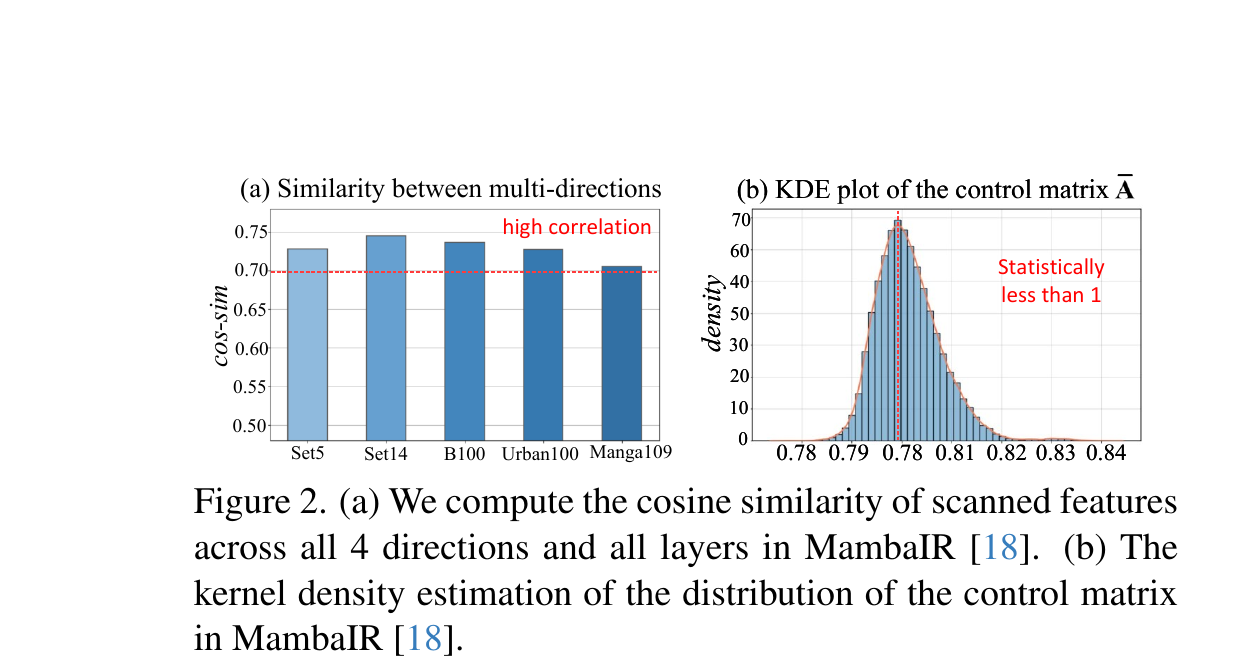 (a) Similarity between multi-directions
high correlation
cos-sim
0.75
0.70
0.65
0.60
0.55
0.50
Set5 Set14 B100 Urban100 Manga109
(b) KDE plot of the control matrix A̅
Statistically
less than 1
density
70
60
40
50
30
20
10
0
0.78 0.79 0.78 0.81 0.82 0.83 0.84
Figure 2. (a) We compute the cosine similarity of scanned features
across all 4 directions and all layers in MambaIR [18]. (b) The
kernel density estimation of the distribution of the control matrix
in MambaIR [18].